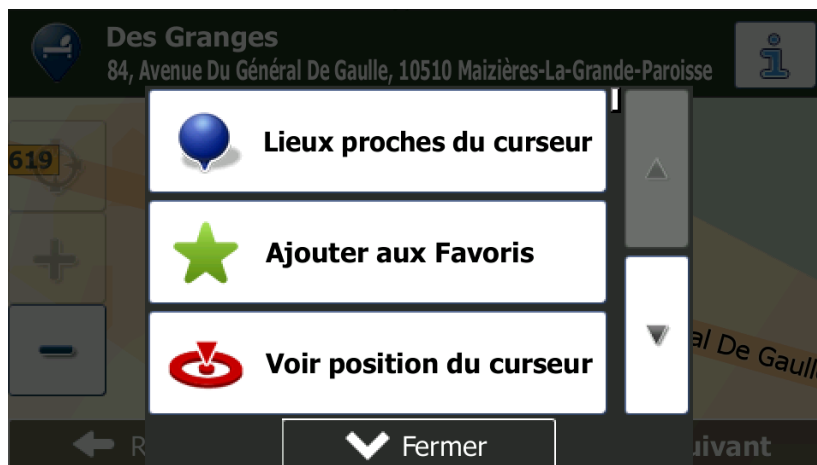 Des Granges
84, Avenue Du Général De Gaulle, 10510 Maizières-La-Grande-Paroisse
Lieux proches du curseur
619
Ajouter aux Favoris
Voir position du curseur
al De Gaull
R
Fermer
uivant